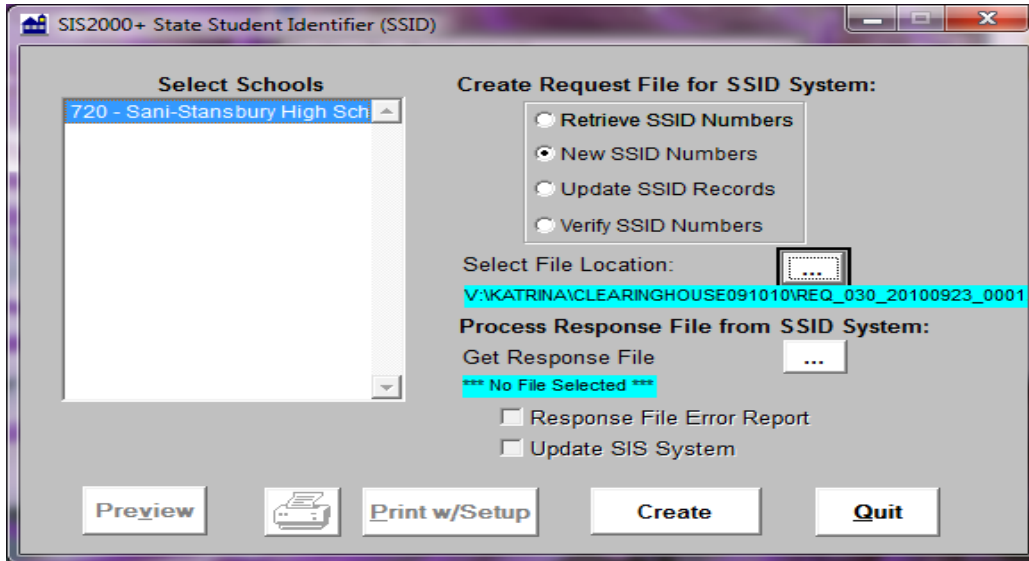 SIS2000+ State Student Identifier (SSID)
Select Schools
720 - Sani-Stansbury High Sch
Create Request File for SSID System:
Retrieve SSID Numbers
New SSID Numbers
Update SSID Records
Verify SSID Numbers
Select File Location:
...
V:\KATRINA\CLEARINGHOUSE091010\REQ_030_20100923_0001
Process Response File from SSID System:
Get Response File
...
*** No File Selected ***
Response File Error Report
Update SIS System
Preview
Print w/Setup
Create
Quit